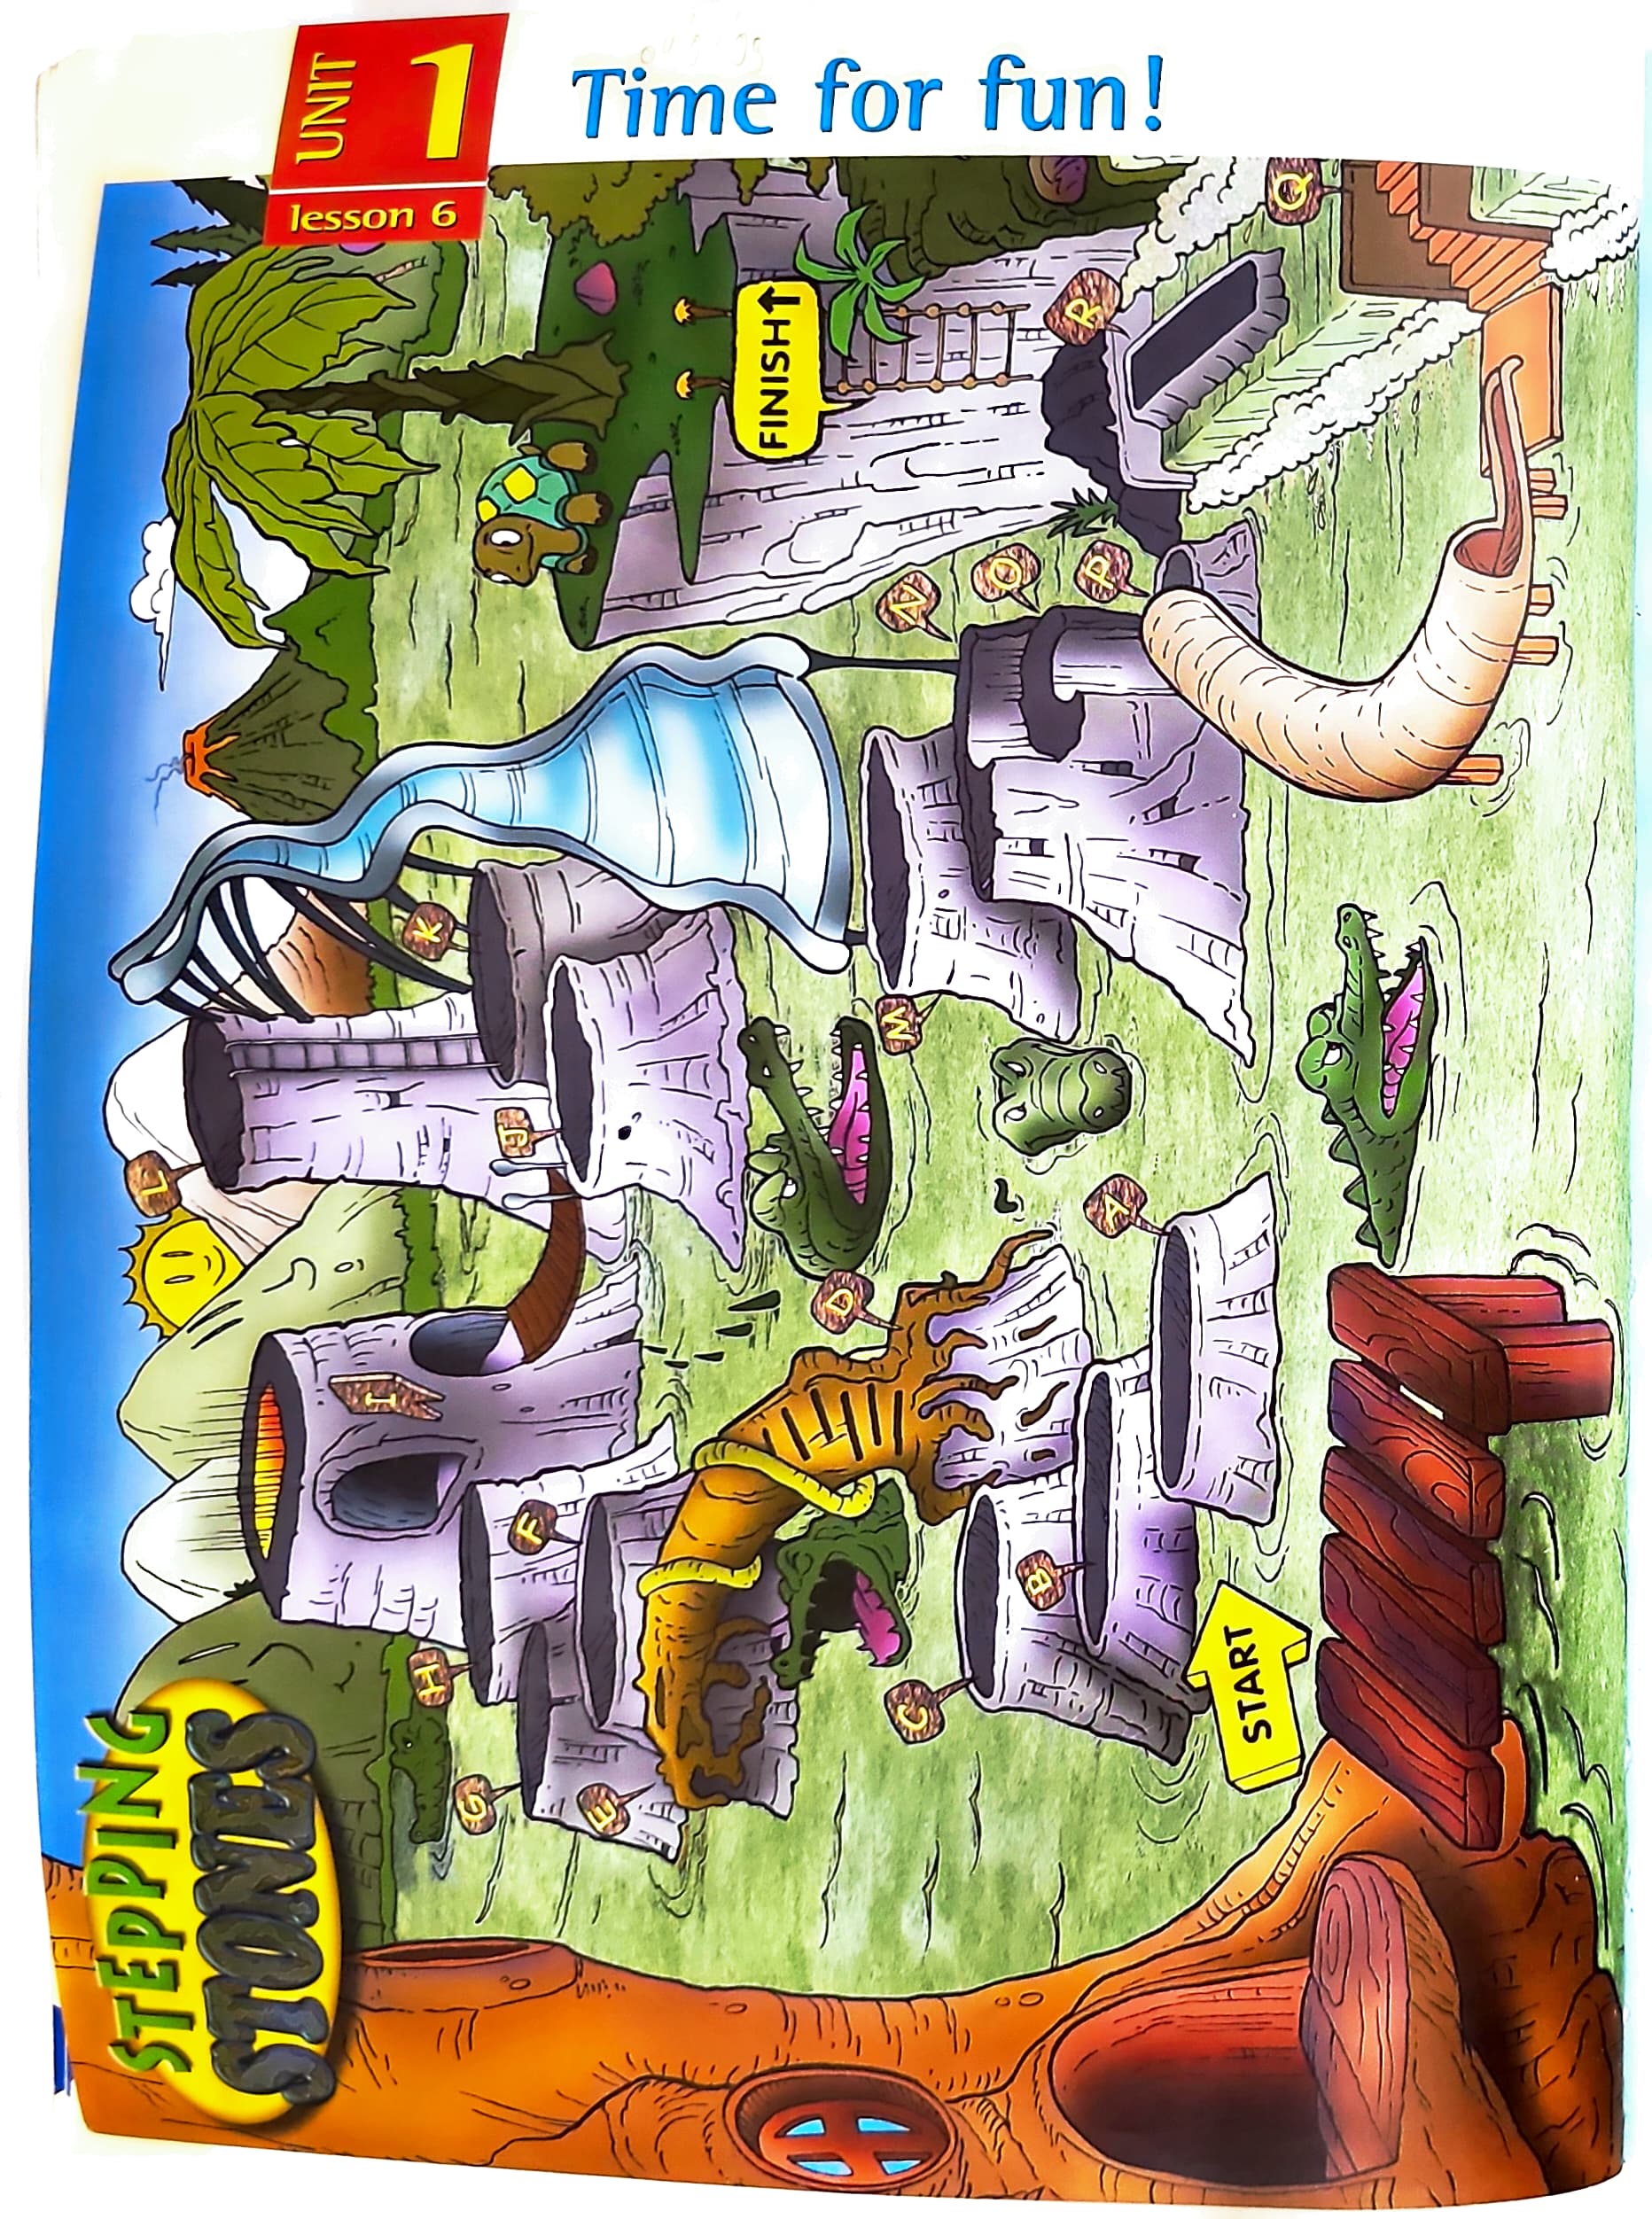 UNIT
1
lesson 6
Time for fun!
STEPPING
STONES
START
A
B
C
D
E
F
G
H
I
J
K
L
M
N
O
P
Q
R
FINISH↑